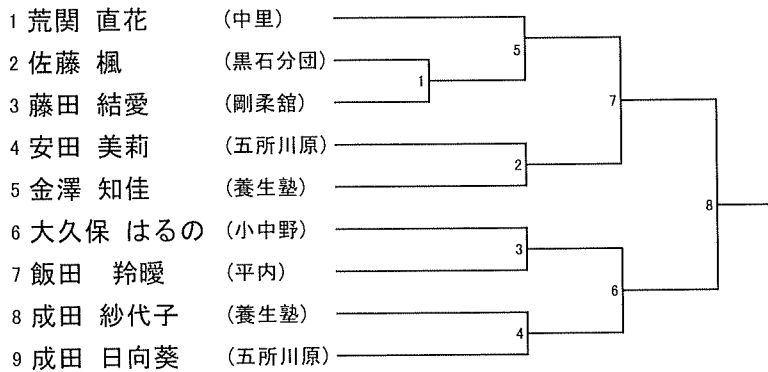 1 荒関 直花 (中里)
2 佐藤 楓 (黒石分団)
3 藤田 結愛 (剛柔舘)
4 安田 美莉 (五所川原)
5 金澤 知佳 (養生塾)
6 大久保 はるの (小中野)
7 飯田 羚曖 (平内)
8 成田 紗代子 (養生塾)
9 成田 日向葵 (五所川原)
1
2
3
4
5
6
7
8